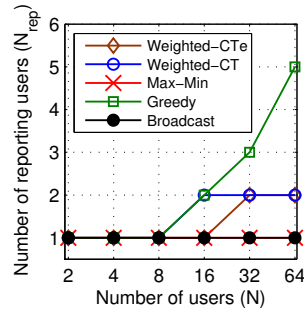 Number of reporting users (N_rep)
6
5
4
3
2
1
Weighted−CTe
Weighted−CT
Max−Min
Greedy
Broadcast
2 4 8 16 32 64
Number of users (N)